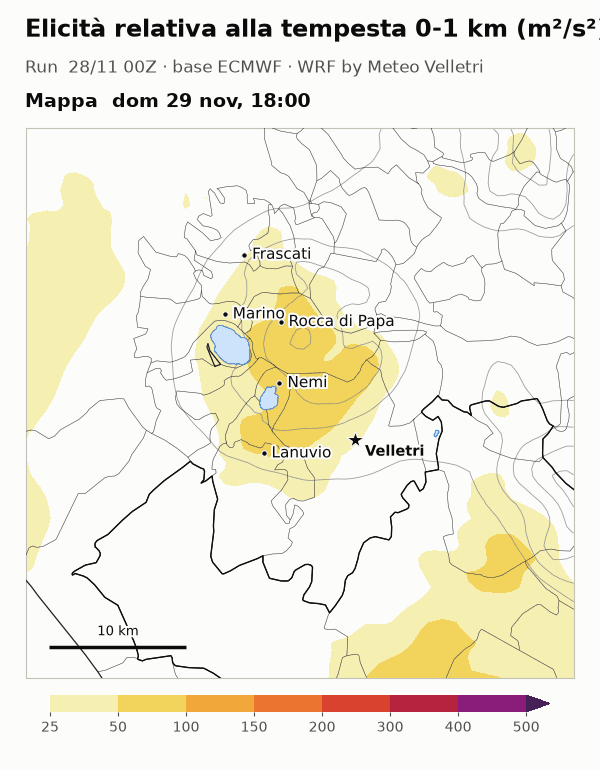 Elicità relativa alla tempesta 0-1 km (m²/s²)
Run  28/11 00Z · base ECMWF · WRF by Meteo Velletri
Mappa  dom 29 nov, 18:00
Frascati
Marino
Rocca di Papa
Nemi
Velletri
Lanuvio
10 km
25 50 100 150 200 300 400 500